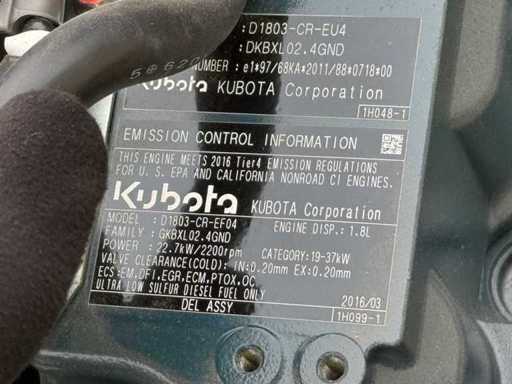 :D1803-CR-EU4
:DKBXL02.4GND
NUMBER : e1*97/68KA*2011/88*0718*00
Kubota KUBOTA Corporation
1H048-1
EMISSION CONTROL INFORMATION
THIS ENGINE MEETS 2016 Tier4 EMISSION REGULATIONS
FOR U. S. EPA AND CALIFORNIA NONROAD CI ENGINES.
Kubota KUBOTA Corporation
MODEL : D1803-CR-EF04 ENGINE DISP.: 1.8L
FAMILY : GKBXL02.4GND
POWER : 22.7kW/2200rpm CATEGORY:19-37kW
VALVE CLEARANCE(COLD): IN:0.20mm EX:0.20mm
ECS:EM,DFI,EGR,ECM,PTOX,OC
ULTRA LOW SULFUR DIESEL FUEL ONLY 2016/03
DEL ASSY 1H099-1